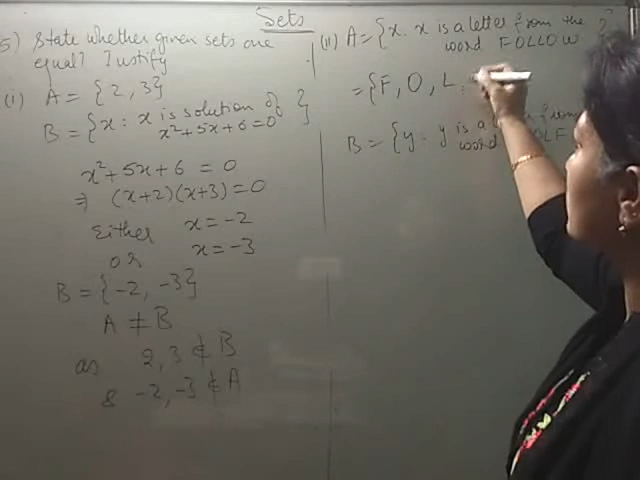 Sets
5) State whether given sets are
equal? Justify
(i) A = {2, 3}
B = {x : x is solution of
x²+5x+6=0 }
x²+5x+6 = 0
⇒ (x+2)(x+3)=0
Either x=-2
or x=-3
B = {-2, -3}
A ≠ B
as 2, 3 ∉ B
& -2, -3 ∉ A
(ii) A = {x. x is a letter from the
word FOLLOW }
= {F, O, L,
B = {y. y is a from
word OLF